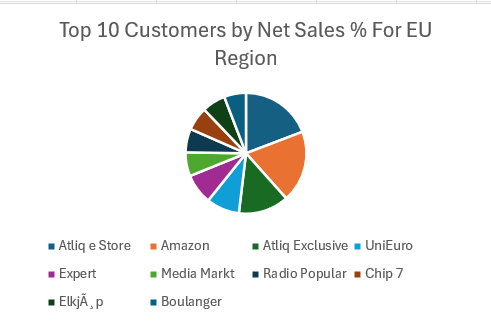 Top 10 Customers by Net Sales % For EU
Region
Atliq e Store Amazon Atliq Exclusive UniEuro
Expert Media Markt Radio Popular Chip 7
ElkjÃ¸p Boulanger